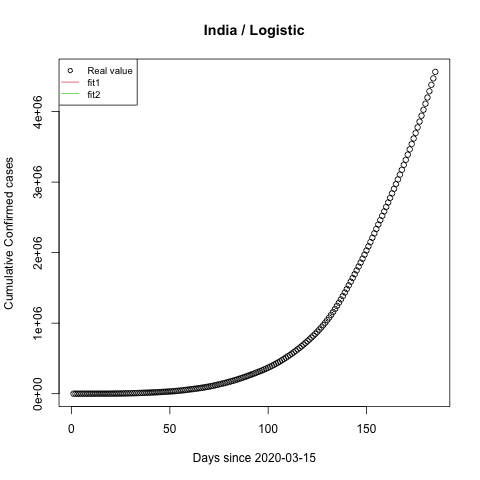 India / Logistic
Real value
fit1
fit2
Cumulative Confirmed cases
4e+06
3e+06
2e+06
1e+06
0e+00
0 50 100 150
Days since 2020-03-15